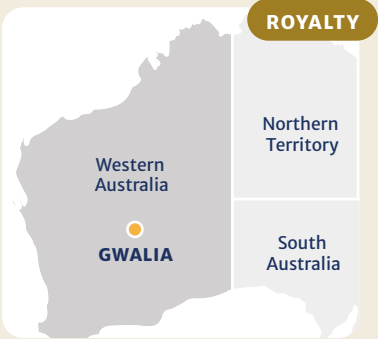 ROYALTY
Northern
Territory
Western
Australia
GWALIA
South
Australia